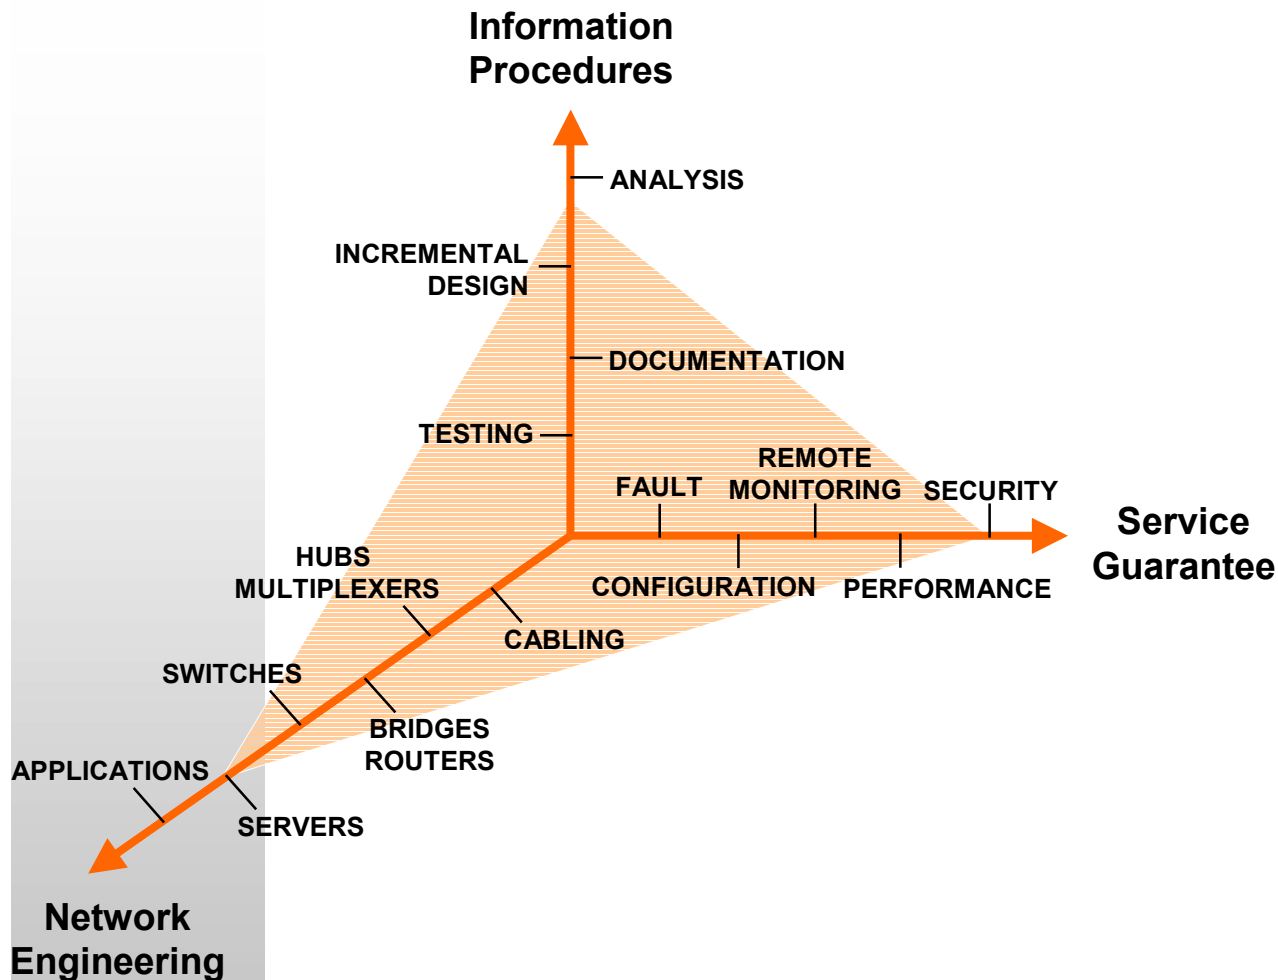 Information
Procedures
ANALYSIS
INCREMENTAL
DESIGN
DOCUMENTATION
TESTING
REMOTE
MONITORING
FAULT
SECURITY
Service
Guarantee
CONFIGURATION
PERFORMANCE
HUBS
MULTIPLEXERS
CABLING
SWITCHES
BRIDGES
ROUTERS
APPLICATIONS
SERVERS
Network
Engineering